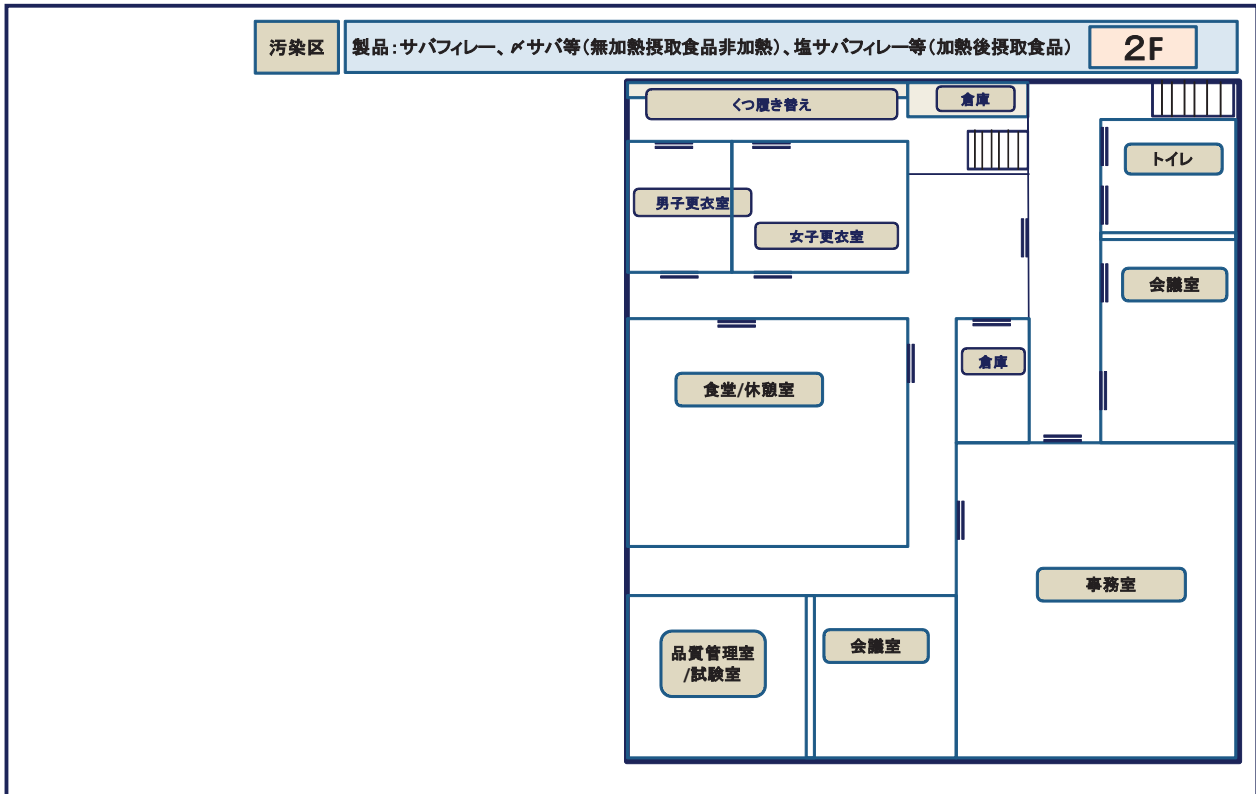 汚染区
製品：サバフィレー、〆サバ等（無加熱摂取食品非加熱）、塩サバフィレー等（加熱後摂取食品）
2F
くつ履き替え
倉庫
トイレ
男子更衣室
女子更衣室
会議室
倉庫
食堂/休憩室
事務室
品質管理室
/試験室
会議室